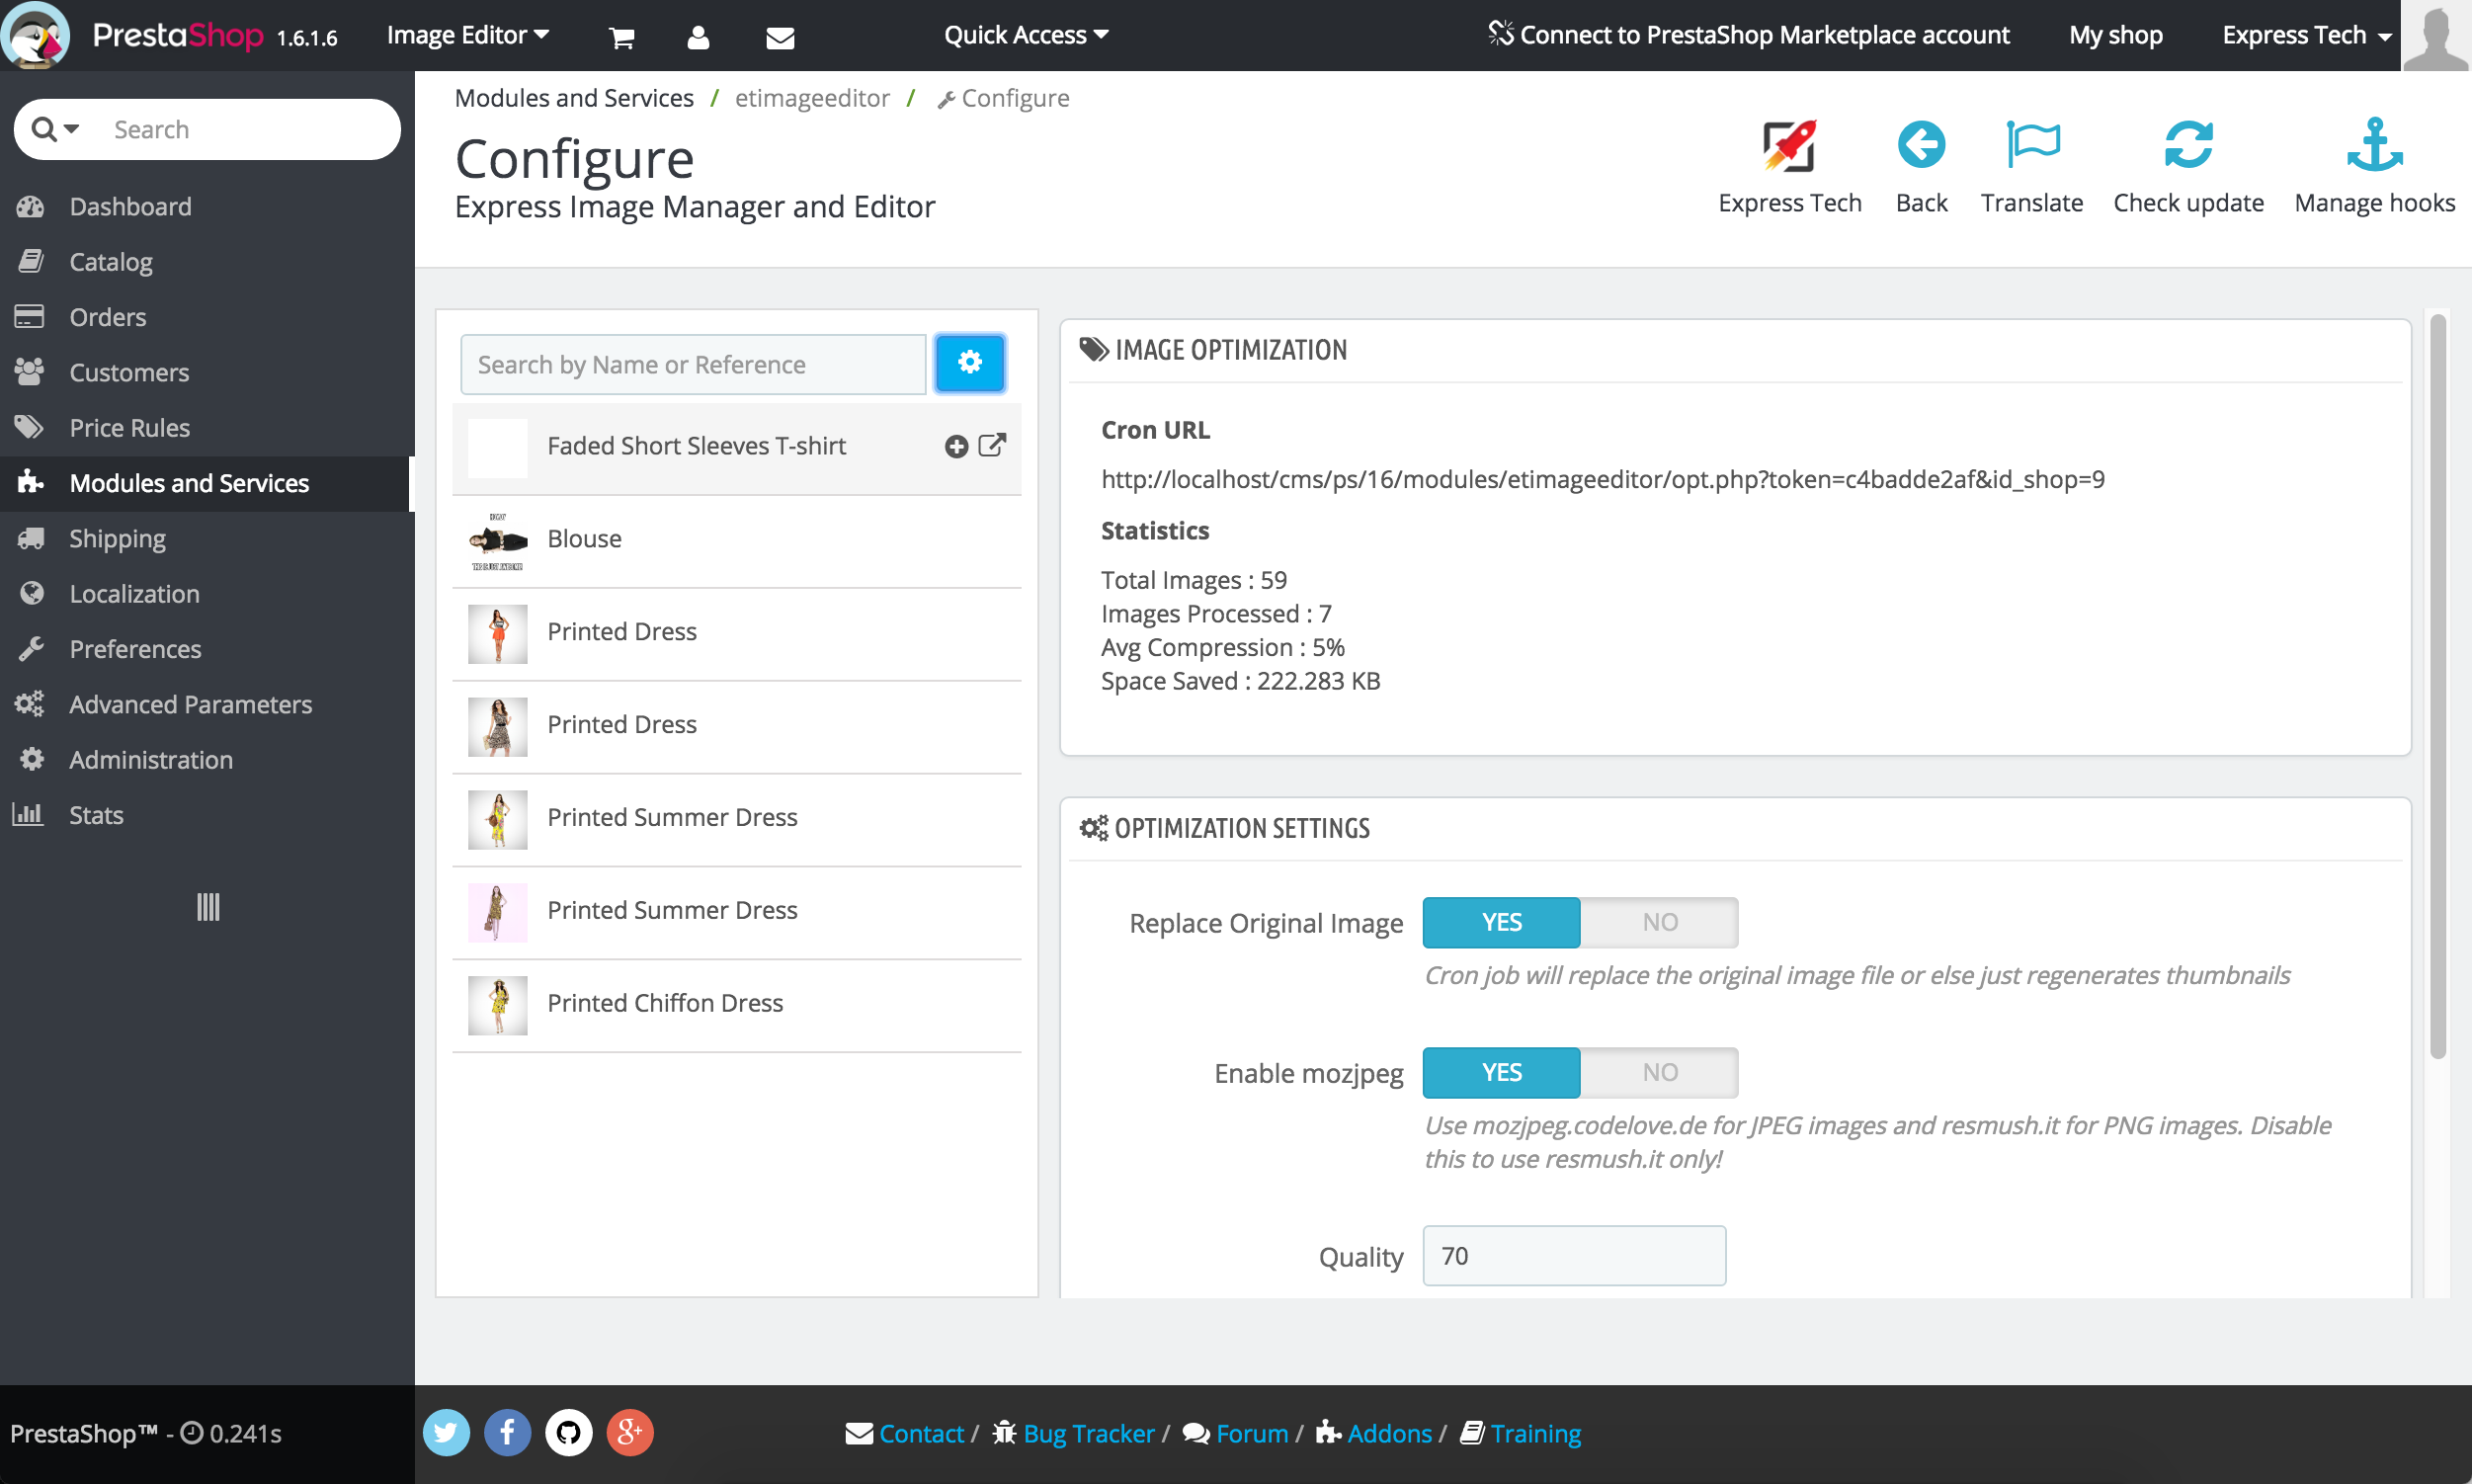 PrestaShop 1.6.1.6
Image Editor
Quick Access
Connect to PrestaShop Marketplace account
My shop
Express Tech
Search
Dashboard
Catalog
Orders
Customers
Price Rules
Modules and Services
Shipping
Localization
Preferences
Advanced Parameters
Administration
Stats
Modules and Services / etimageeditor / Configure
Configure
Express Image Manager and Editor
Express Tech
Back
Translate
Check update
Manage hooks
Search by Name or Reference
Faded Short Sleeves T-shirt
Blouse
Printed Dress
Printed Dress
Printed Summer Dress
Printed Summer Dress
Printed Chiffon Dress
IMAGE OPTIMIZATION
Cron URL
http://localhost/cms/ps/16/modules/etimageeditor/opt.php?token=c4badde2af&id_shop=9
Statistics
Total Images : 59
Images Processed : 7
Avg Compression : 5%
Space Saved : 222.283 KB
OPTIMIZATION SETTINGS
Replace Original Image YES NO
Cron job will replace the original image file or else just regenerates thumbnails
Enable mozjpeg YES NO
Use mozjpeg.codelove.de for JPEG images and resmush.it for PNG images. Disable
this to use resmush.it only!
Quality 70
PrestaShop™ - 0.241s
Contact / Bug Tracker / Forum / Addons / Training